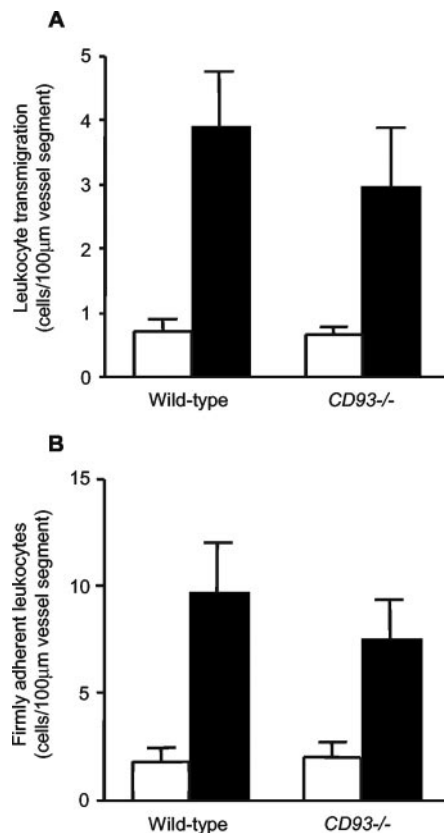 A
Leukocyte transmigration
(cells/100μm vessel segment)
5
4
3
2
1
0
Wild-type
CD93-/-
B
Firmly adherent leukocytes
(cells/100μm vessel segment)
15
10
5
0
Wild-type
CD93-/-